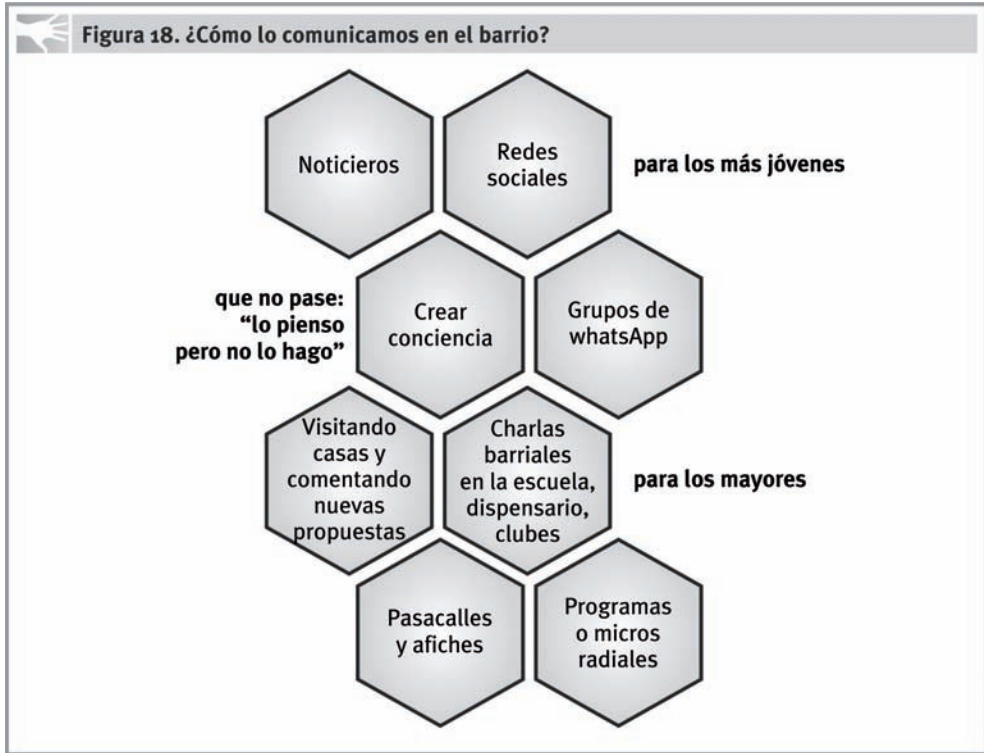 Figura 18. ¿Cómo lo comunicamos en el barrio?
Noticieros
Redes
sociales
para los más jóvenes
que no pase:
“lo pienso
pero no lo hago”
Crear
conciencia
Grupos de
whatsApp
Visitando
casas y
comentando
nuevas
propuestas
Charlas
barriales
en la escuela,
dispensario,
clubes
para los mayores
Pasacalles
y afiches
Programas
o micros
radiales